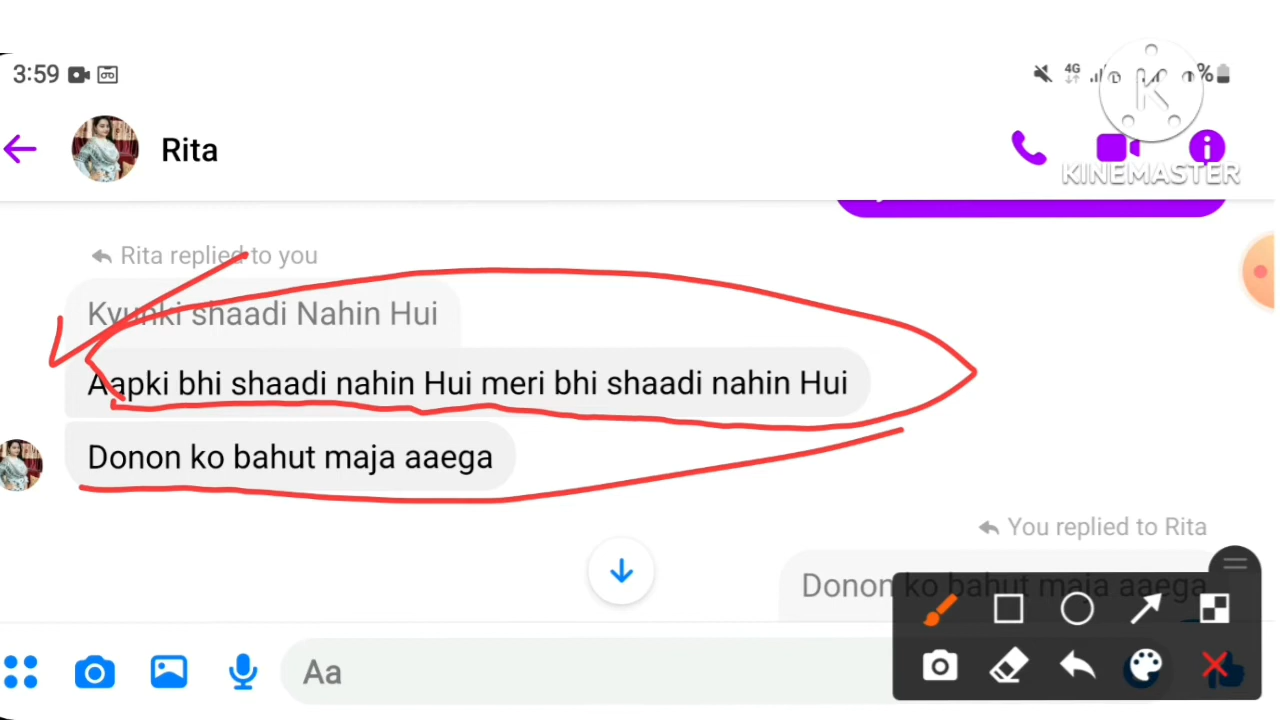 3:59
4G
%
K
Rita
KINEMASTER
Rita replied to you
Kyunki shaadi Nahin Hui
Aapki bhi shaadi nahin Hui meri bhi shaadi nahin Hui
Donon ko bahut maja aaega
You replied to Rita
Donon ko bahut maja aaega
Aa